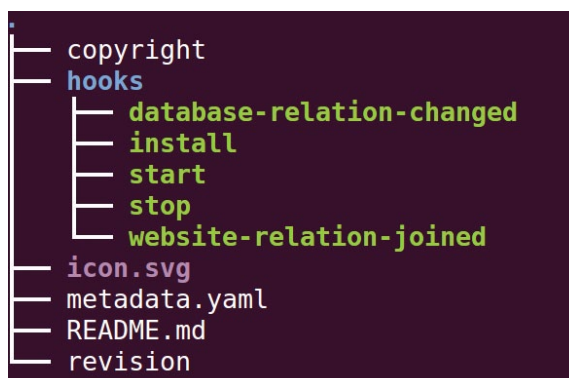 .
copyright
hooks
database-relation-changed
install
start
stop
website-relation-joined
icon.svg
metadata.yaml
README.md
revision